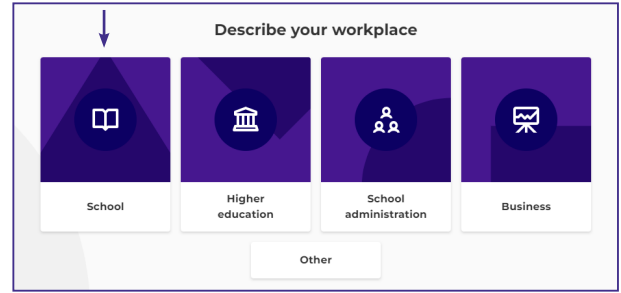 Describe your workplace
School
Higher
education
School
administration
Business
Other